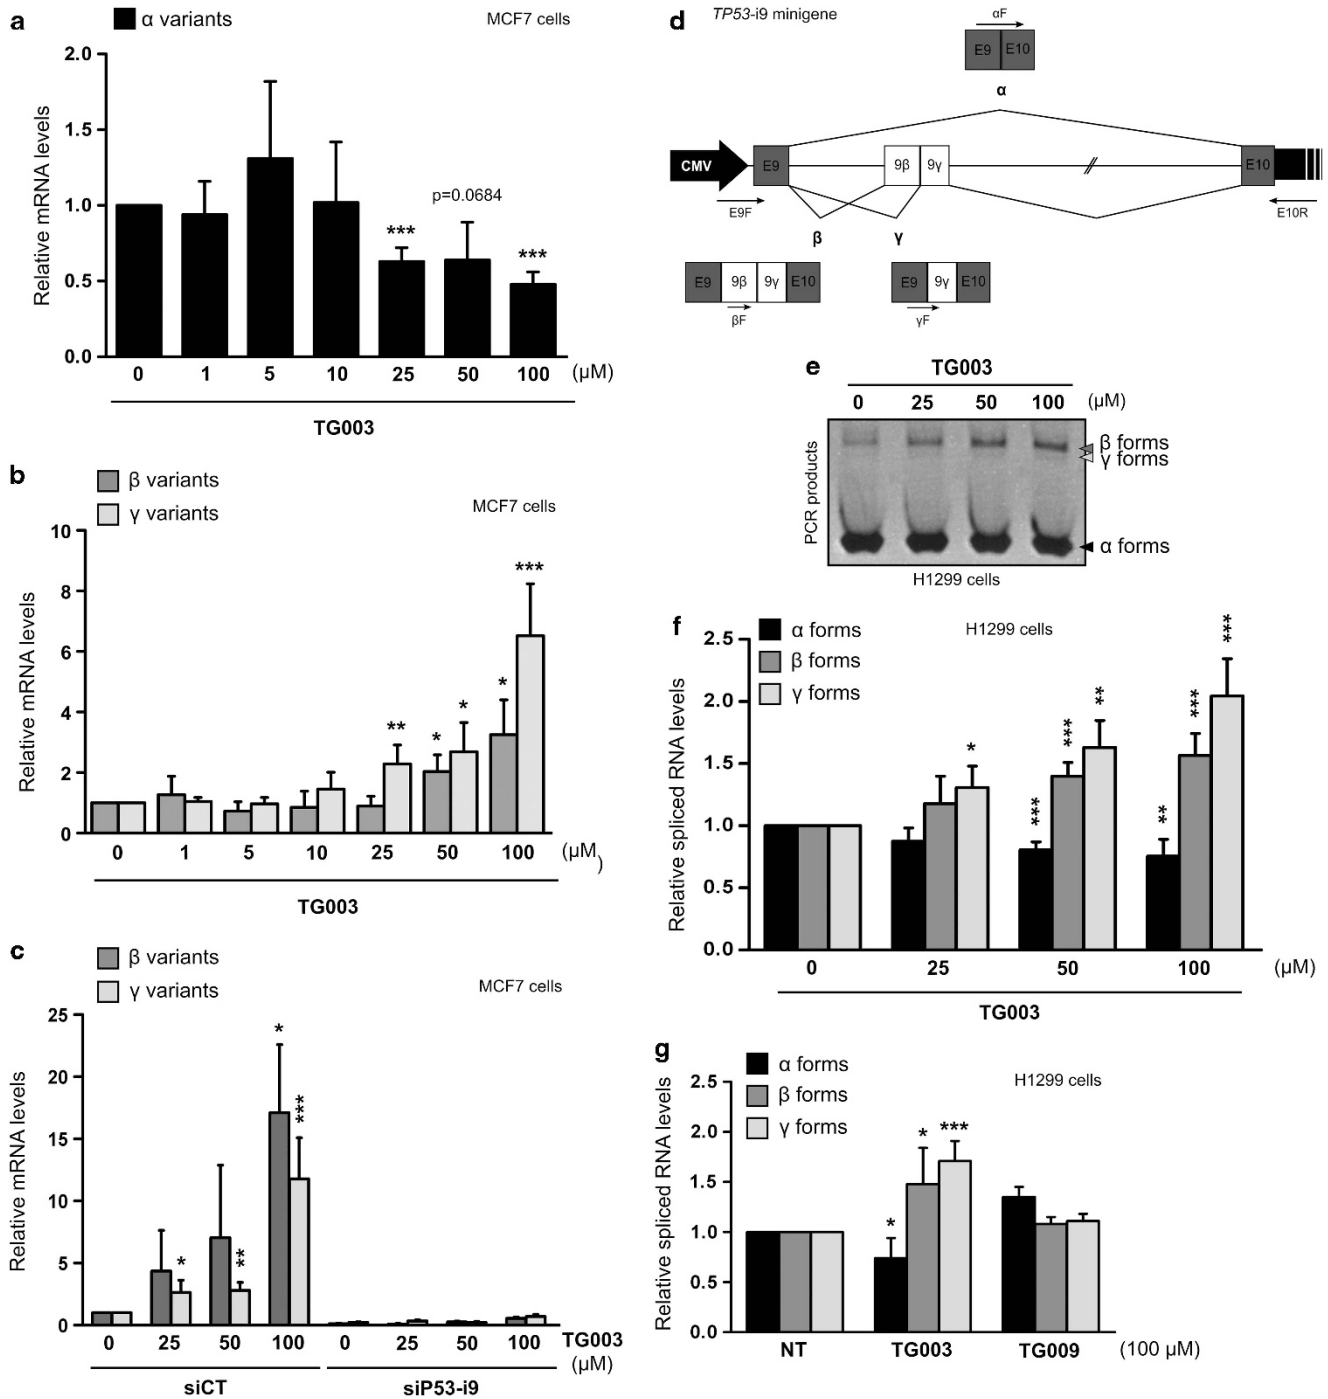 a
α variants
MCF7 cells
Relative mRNA levels
2.0
1.5
1.0
0.5
0.0
***
p=0.0684
***
0 1 5 10 25 50 100 (µM)
TG003
b
β variants
γ variants
MCF7 cells
Relative mRNA levels
10
8
6
4
2
0
**
*
*
*
***
0 1 5 10 25 50 100 (µM)
TG003
c
β variants
γ variants
MCF7 cells
Relative mRNA levels
25
20
15
10
5
0
*
**
*
***
0 25 50 100 0 25 50 100 TG003
(µM)
siCT siP53-i9
d
TP53-i9 minigene
αF
E9 E10
α
CMV E9 9β 9γ // E10
E9F E10R
β γ
E9 9β 9γ E10
βF
E9 9γ E10
γF
e
TG003
0 25 50 100 (µM)
PCR products
β forms
γ forms
α forms
H1299 cells
f
α forms
β forms
γ forms
H1299 cells
Relative spliced RNA levels
2.5
2.0
1.5
1.0
0.5
0.0
*
***
***
**
**
***
***
0 25 50 100 (µM)
TG003
g
α forms
β forms
γ forms
H1299 cells
Relative spliced RNA levels
2.5
2.0
1.5
1.0
0.5
0.0
*
*
***
NT TG003 TG009 (100 µM)